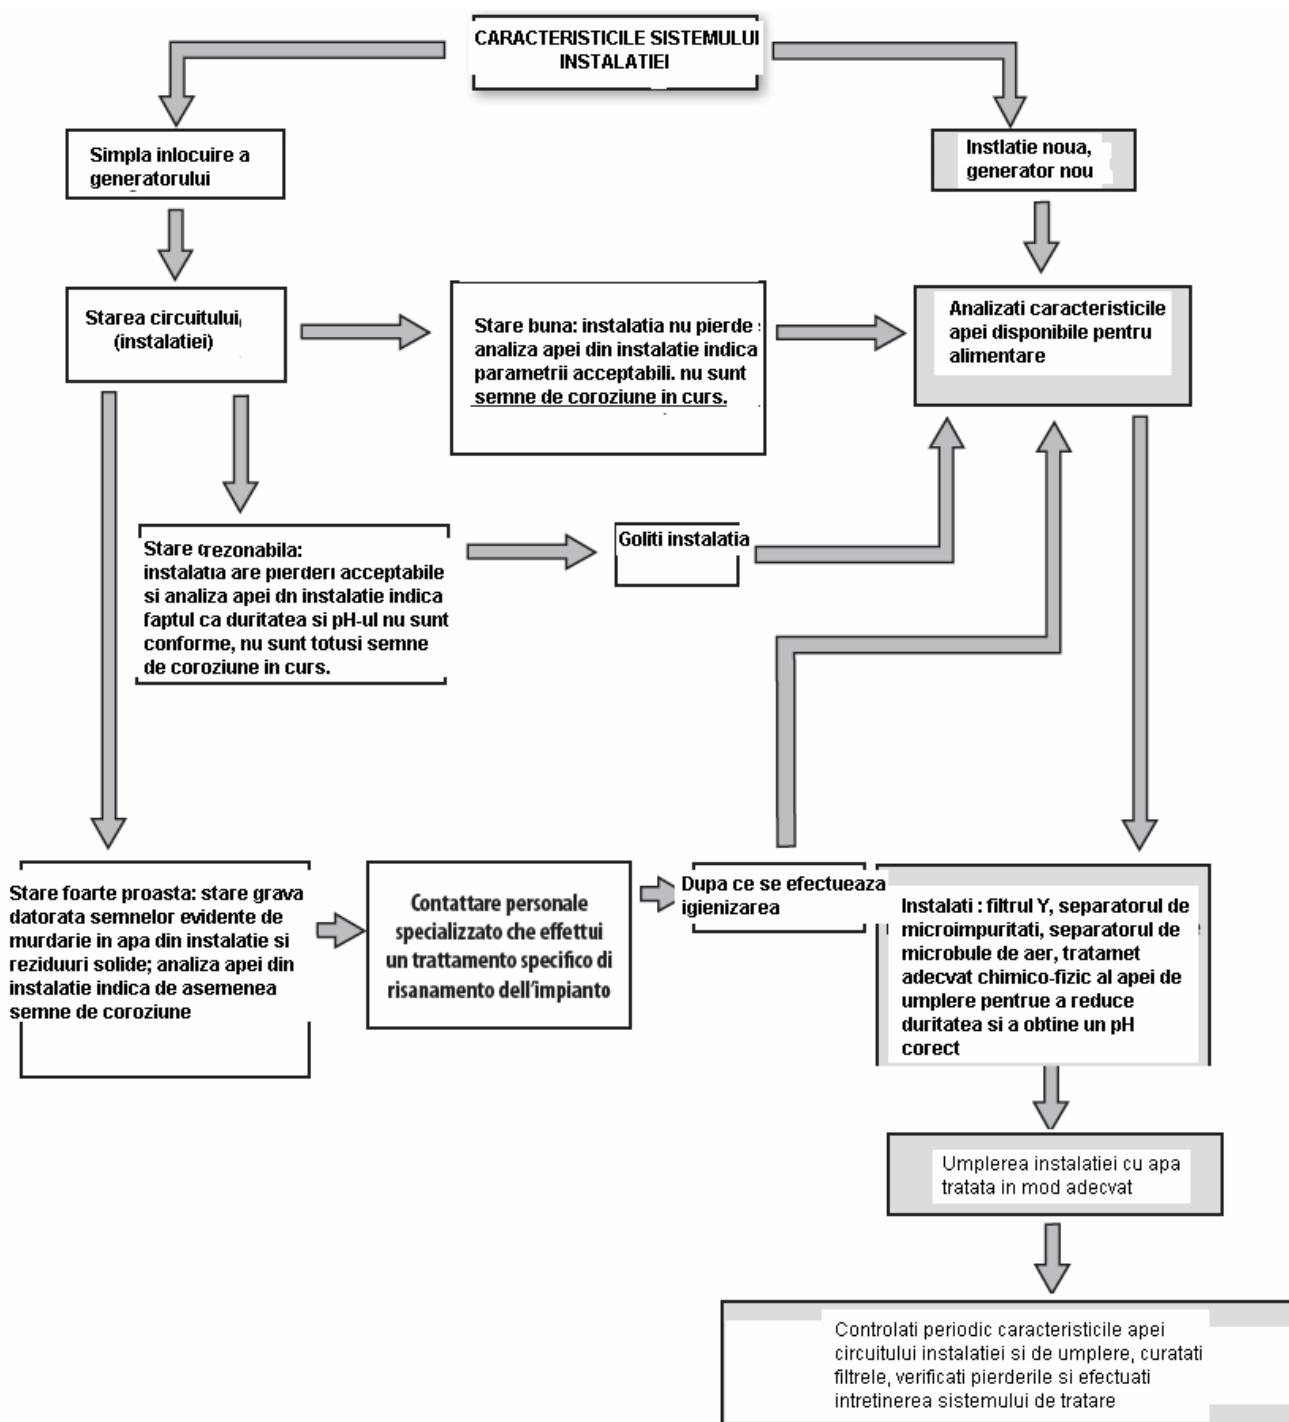 CARACTERISTICILE SISTEMULUI
INSTALATIEI
Simpla inlocuire a
generatorului
Instlatie noua,
generator nou
Starea circuitului,
(instalatiei)
Stare buna: instalatia nu pierde
analiza apei din instalatie indica
parametrii acceptabili. nu sunt
semne de coroziune in curs.
Analizati caracteristicile
apei disponibile pentru
alimentare
Stare
instalatia are pierderi acceptabile
si analiza apei dn instalatie indica
faptul ca duritatea si pH-ul nu sunt
conforme, nu sunt totusi semne
de coroziune in curs.
Goliti instalatia
Stare foarte proasta: stare grava
datorata semnelor evidente de
murdarie in apa din instalatie si
reziduuri solide; analiza apei din
instalatie indica de asemenea
semne de coroziune
Contattare personale
specializzato che effettui
un trattamento specifico di
risanamento dell'impianto
Dupa ce se efectueaza
igienizarea
Instalati : filtrul Y, separatorul de
microimpuritati, separatorul de
microbule de aer, tratamet
adecvat chimico-fizic al apei de
umplere pentrue a reduce
duritatea si a obtine un pH
corect
Umplerea instalatiei cu apa
tratata in mod adecvat
Controlati periodic caracteristicile apei
circuitului instalatiei si de umplere, curatati
filtrele, verificati pierderile si efectuati
intretinerea sistemului de tratare